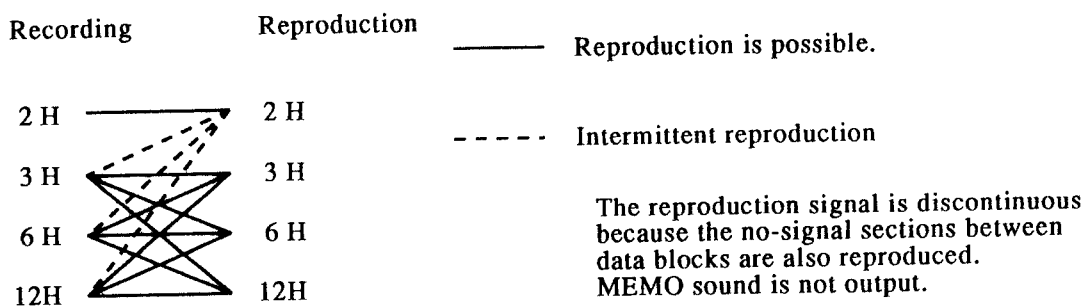 Recording Reproduction
Reproduction is possible.
2 H 2 H
Intermittent reproduction
3 H 3 H
The reproduction signal is discontinuous
6 H 6 H
because the no-signal sections between
data blocks are also reproduced.
12H 12H
MEMO sound is not output.